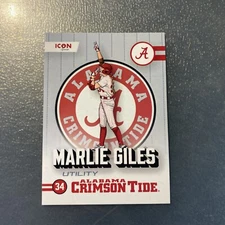 ICON
A
ALABAMA
CRIMSON TIDE
MARLIE GILES
UTILITY
34
ALABAMA
CRIMSON TIDE